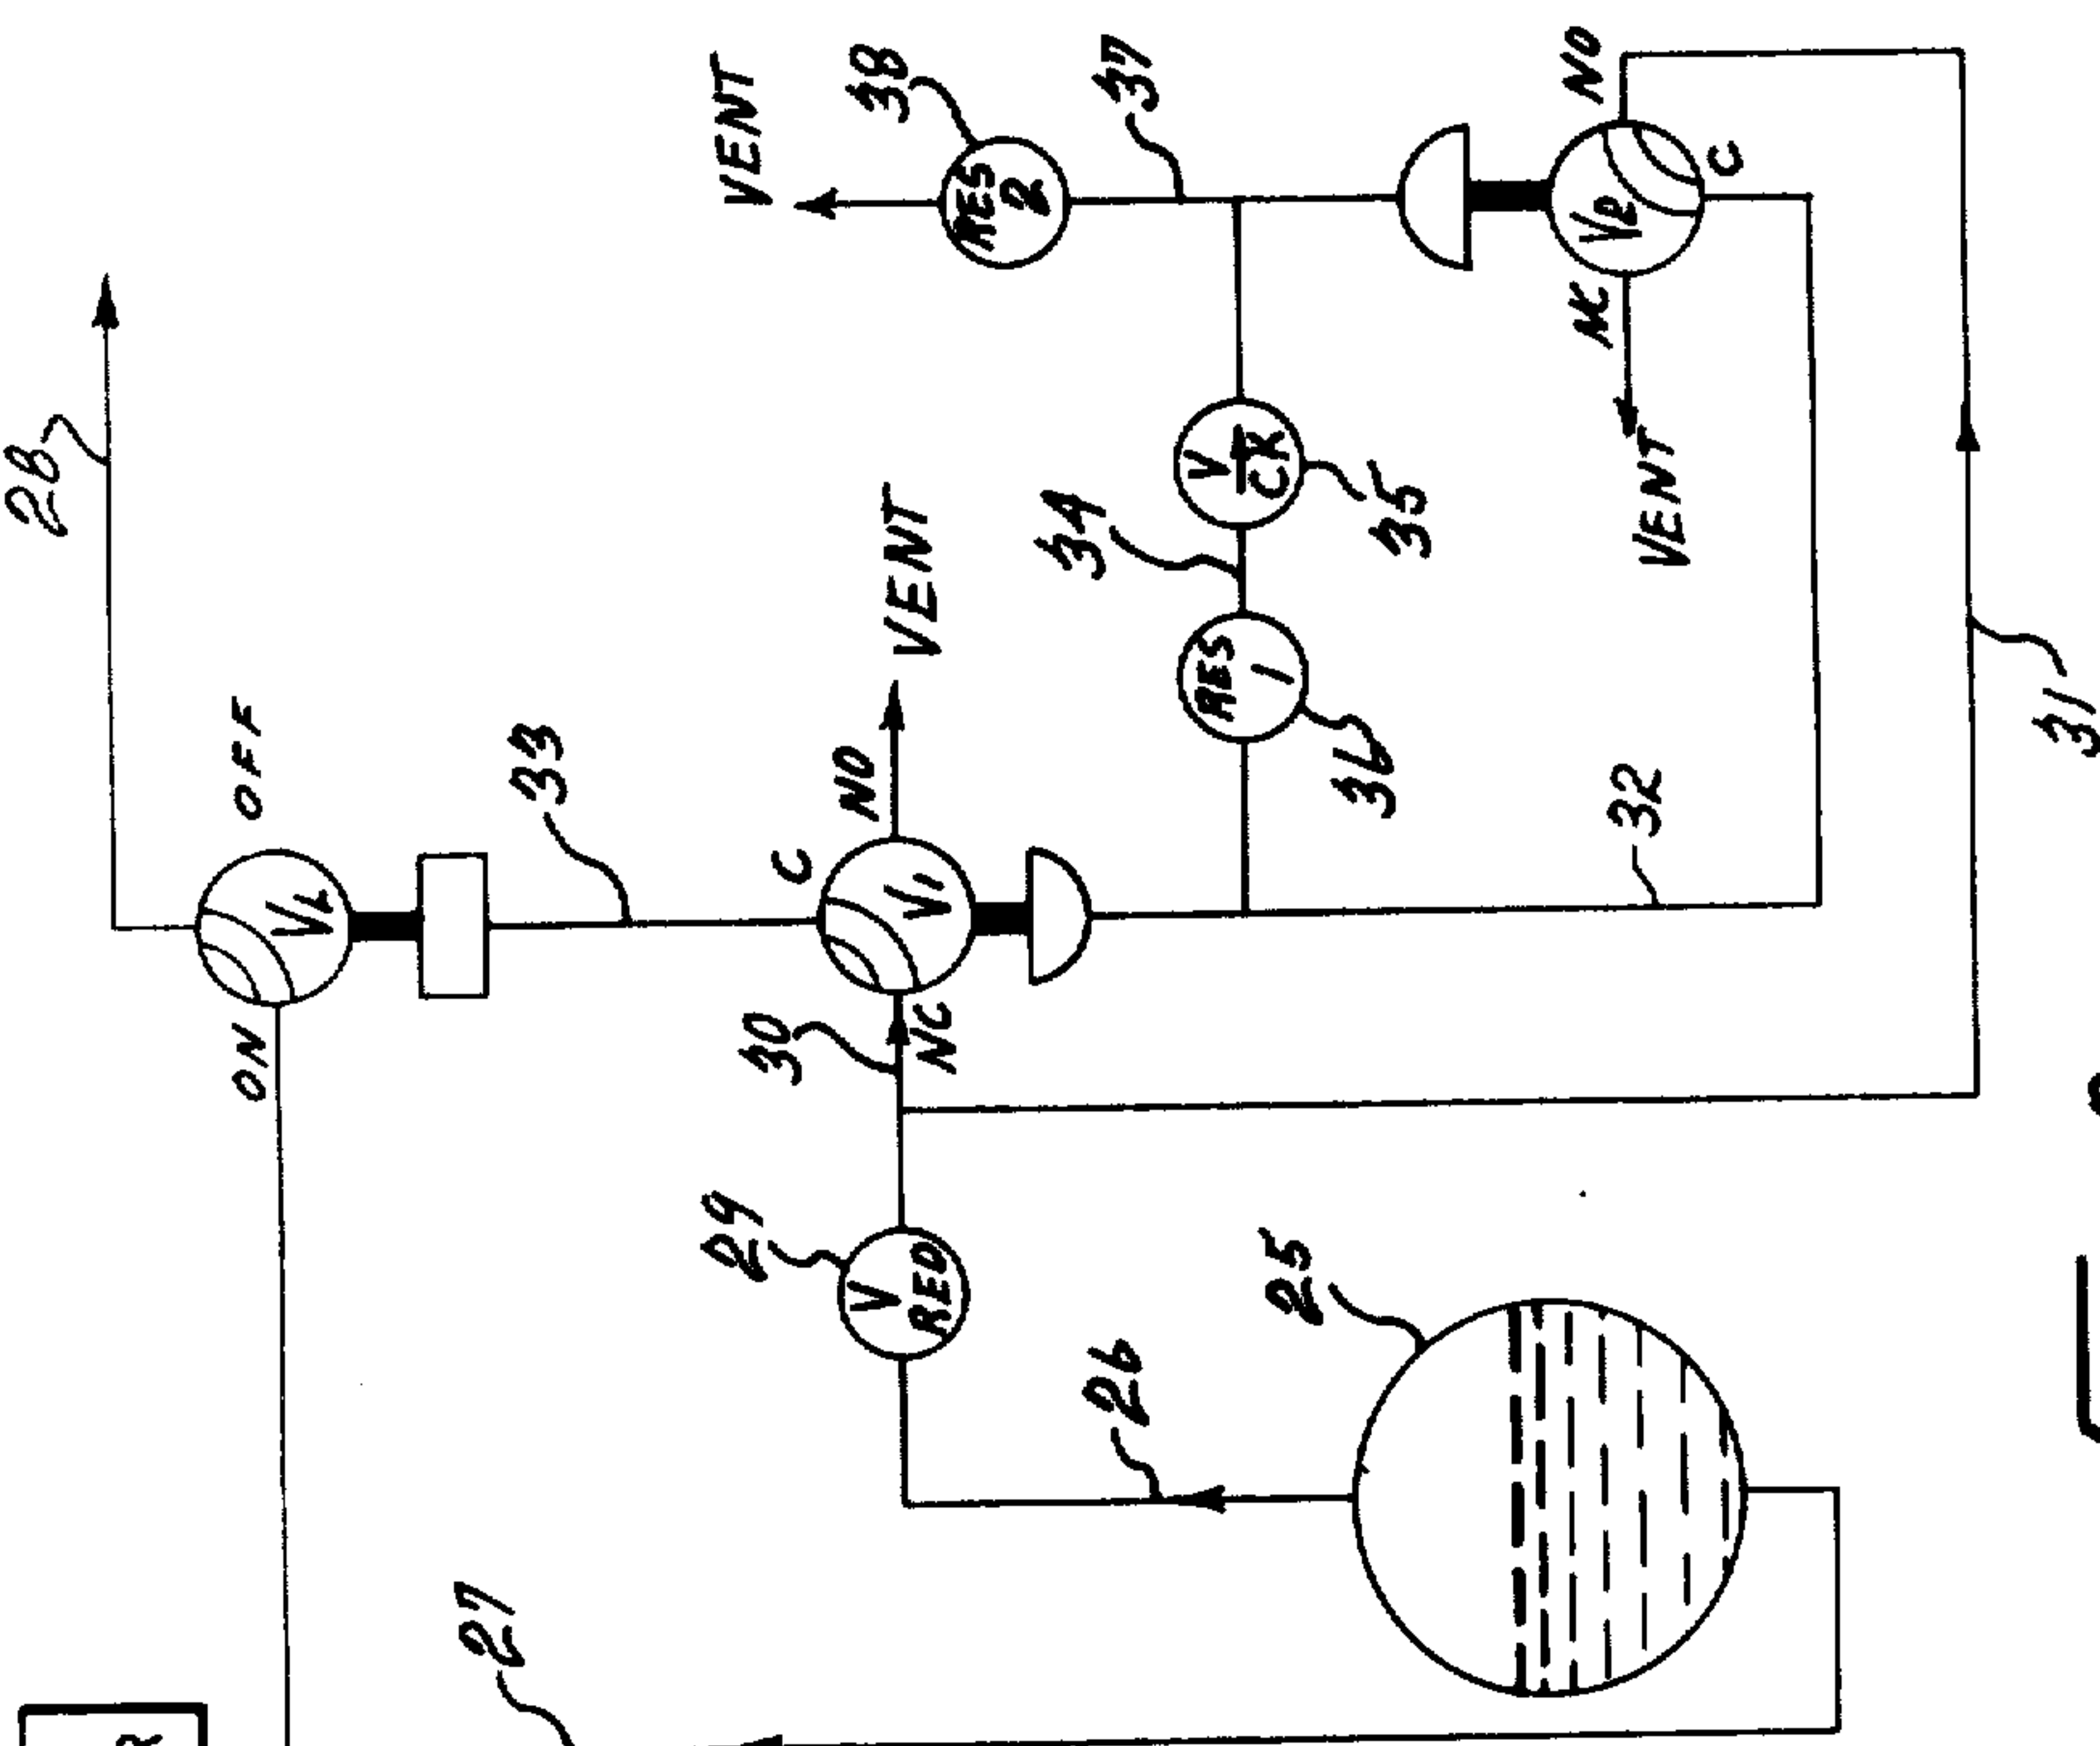 28
VENT
38
RES
2
37
NO
OFF
VL
ON
33
VENT
NO
C
V1
NC
30
34
V
CK
35
RES
1
36
V2
C
NC
VENT
32
31
29
V
RED
25
26
27
R